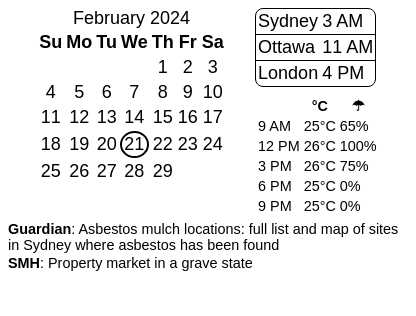 February 2024
Su Mo Tu We Th Fr Sa
1 2 3
4 5 6 7 8 9 10
11 12 13 14 15 16 17
18 19 20 21 22 23 24
25 26 27 28 29
Sydney 3 AM
Ottawa 11 AM
London 4 PM
°C ☂
9 AM 25°C 65%
12 PM 26°C 100%
3 PM 26°C 75%
6 PM 25°C 0%
9 PM 25°C 0%
Guardian: Asbestos mulch locations: full list and map of sites
in Sydney where asbestos has been found
SMH: Property market in a grave state